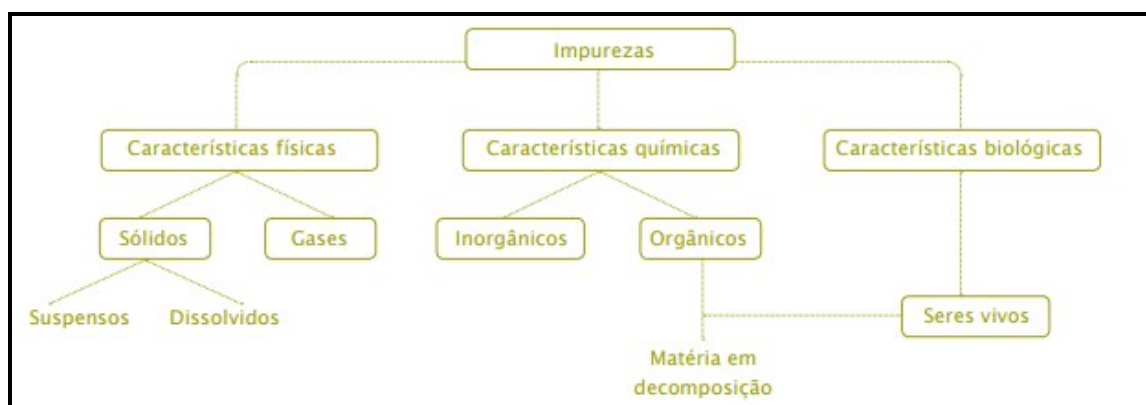 Impurezas
Características físicas
Características químicas
Características biológicas
Sólidos
Gases
Inorgânicos
Orgânicos
Suspensos
Dissolvidos
Seres vivos
Matéria em
decomposição